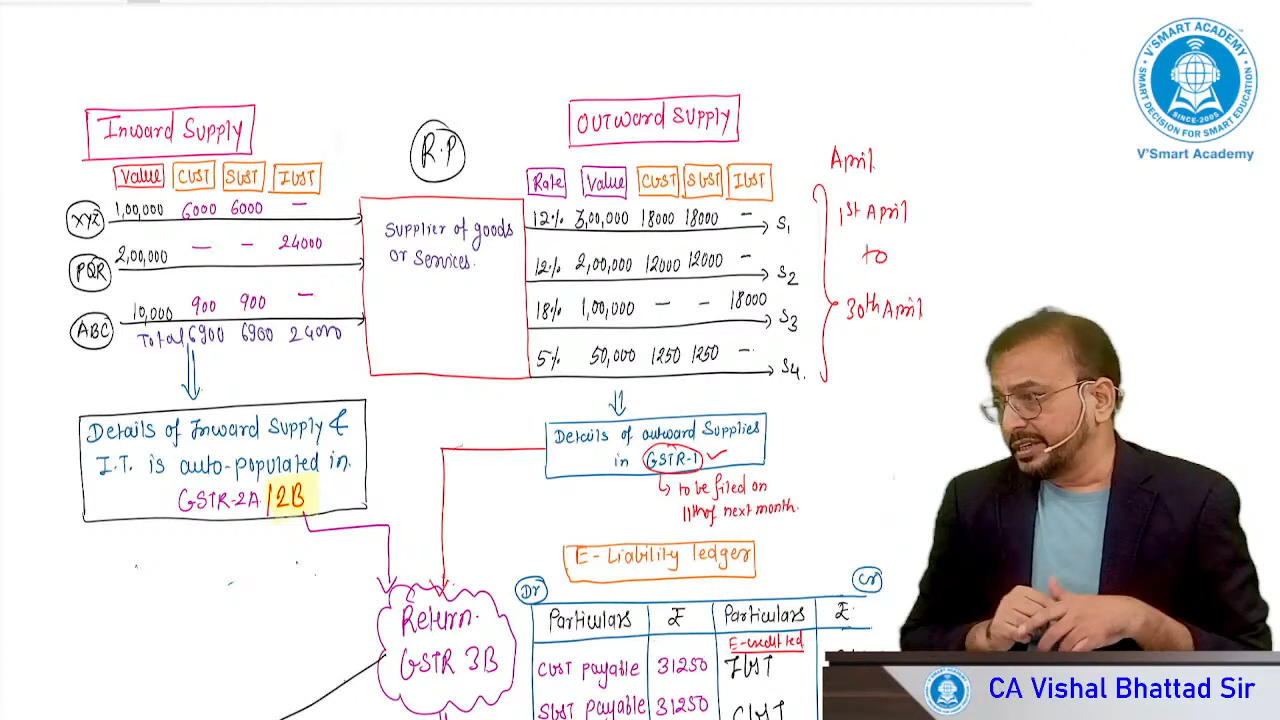 V'SMART ACADEMY
SMART DECISION FOR SMART EDUCATION
SINCE-2005
V'Smart Academy
Inward Supply
R.P
Outward Supply
Value CGST SGST IGST
Rate Value CGST SGST IGST
April
XYZ 1,00,000 6000 6000 —
PQR 2,00,000 — — 24000
ABC 10,000 900 900 —
Total 6900 6900 24000
Supplier of goods
or services.
12% 3,00,000 18000 18000 — S1
12% 2,00,000 12000 12000 — S2
18% 1,00,000 — — 18000 S3
5% 50,000 1250 1250 — S4.
1st April
to
30th April
Details of Inward Supply &
I.T. is auto-populated in
GSTR-2A /2B
Details of outward Supplies
in GSTR-1
to be filed on
11th of next month.
E-Liability ledger
Dr
Cr
Particulars ₹ Particulars ₹
E-credit led
CGST payable 31250 IGST
SGST payable 31250 CGST
Return.
GSTR 3B
CA Vishal Bhattad Sir